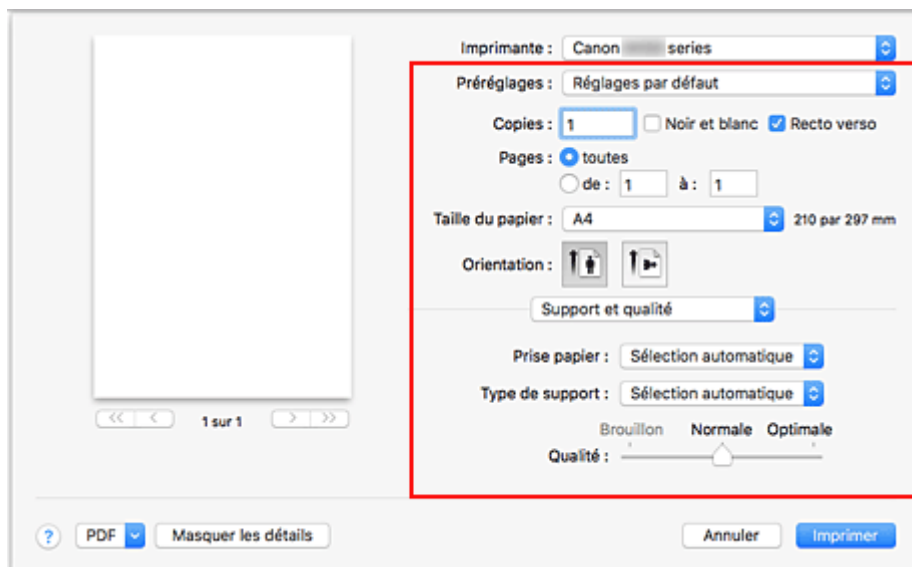 Imprimante : Canon series
Préréglages : Réglages par défaut
Copies : 1 Noir et blanc Recto verso
Pages : toutes
de : 1 à : 1
Taille du papier : A4 210 par 297 mm
Orientation :
Support et qualité
Prise papier : Sélection automatique
Type de support : Sélection automatique
Brouillon Normale Optimale
Qualité :
<< < 1 sur 1 > >>
? PDF Masquer les détails Annuler Imprimer